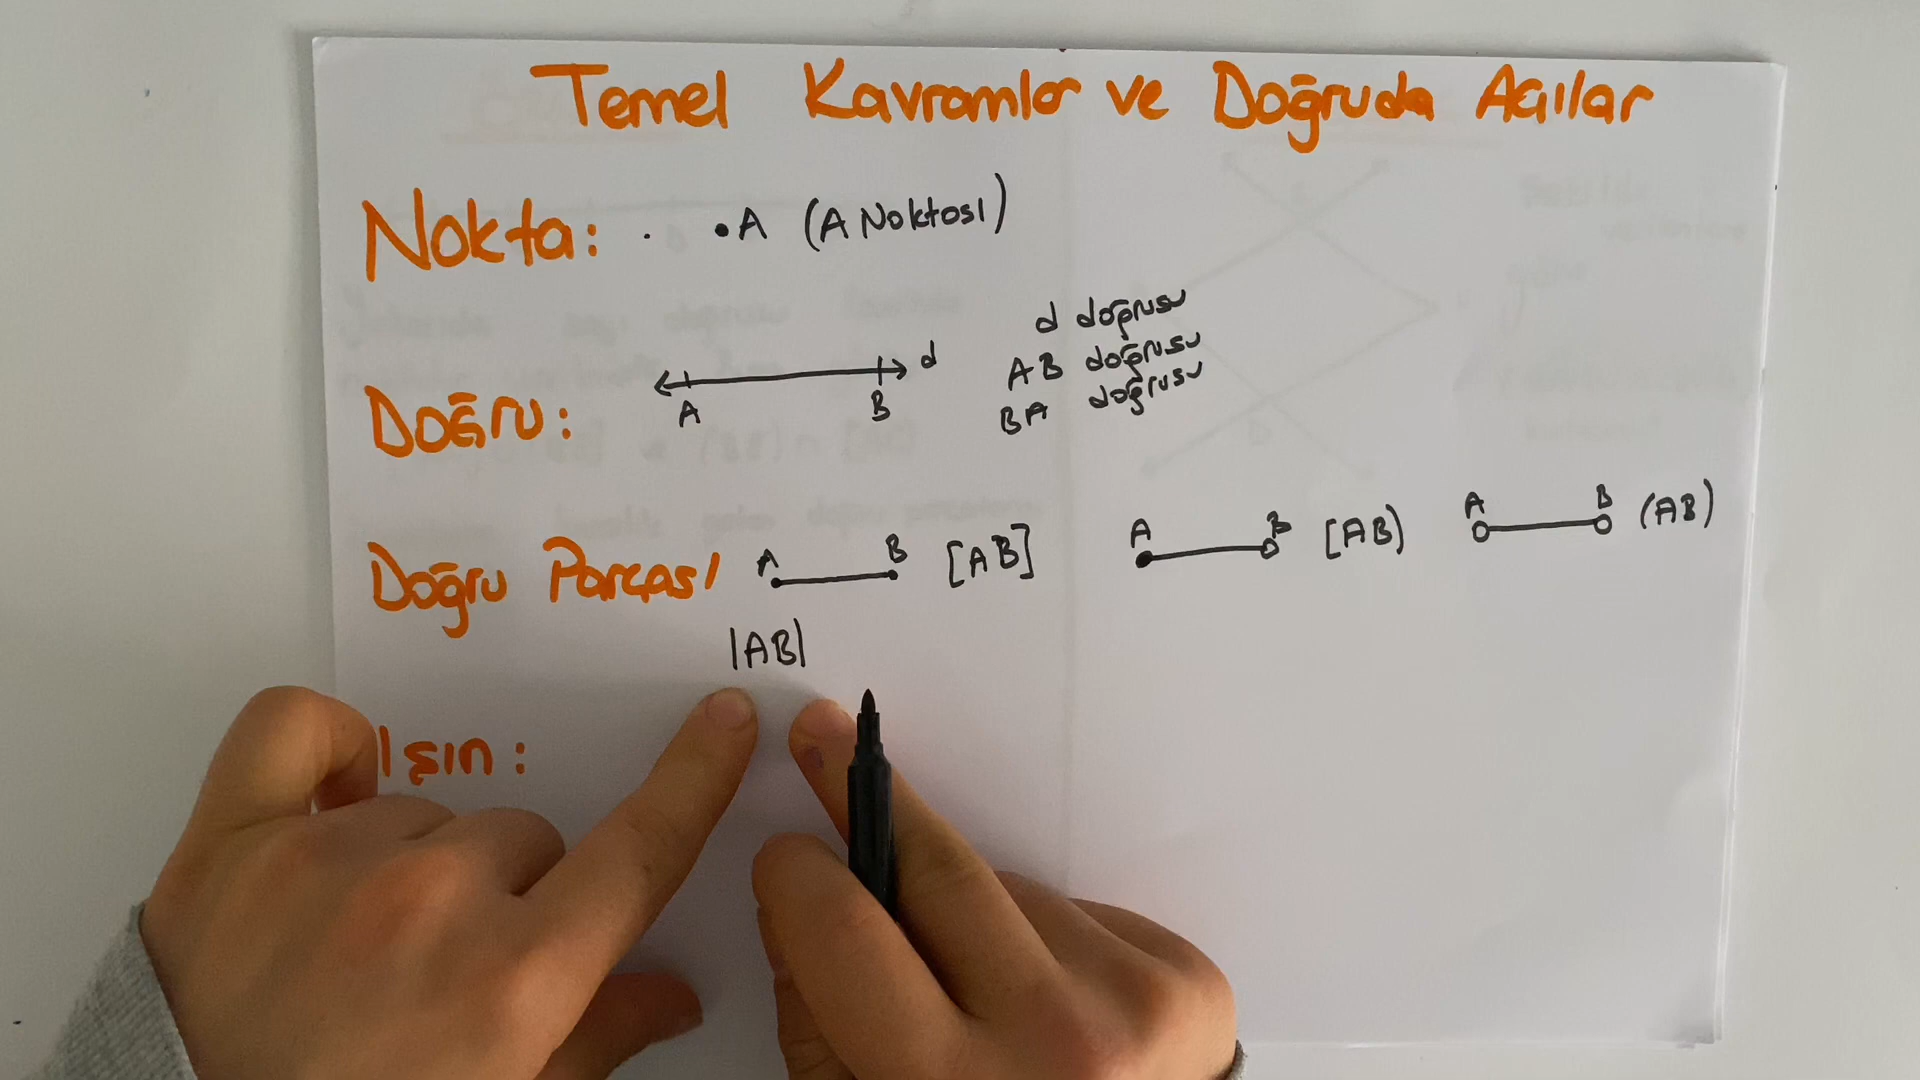 Temel Kavramlar ve Doğruda Açılar
Nokta: . •A (A Noktası)
Doğru: A B d
d doğrusu
AB doğrusu
BA doğrusu
Doğru Parçası A B [AB] A B [AB) A B (AB)
|AB|
Işın: